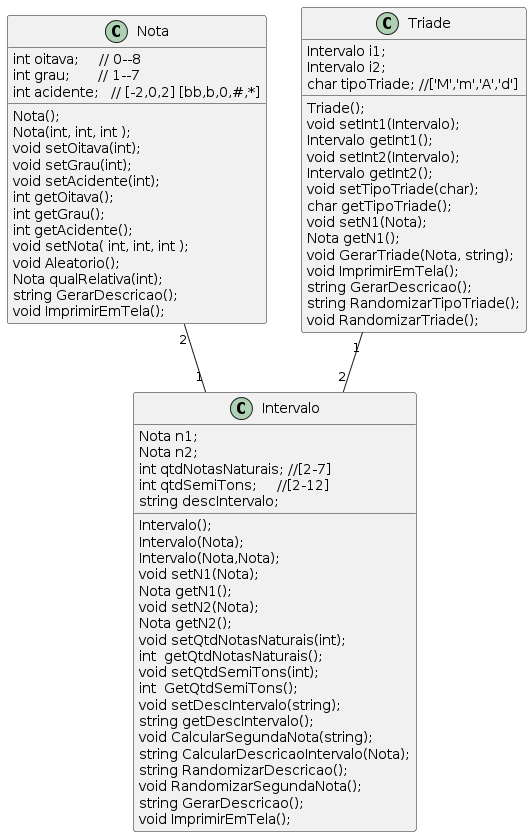 C Nota
int oitava;     // 0--8
int grau;       // 1--7
int acidente;   // [-2,0,2] [bb,b,0,#,*]
Nota();
Nota(int, int, int );
void setOitava(int);
void setGrau(int);
void setAcidente(int);
int getOitava();
int getGrau();
int getAcidente();
void setNota( int, int, int );
void Aleatorio();
Nota qualRelativa(int);
string GerarDescricao();
void ImprimirEmTela();
C Triade
Intervalo i1;
Intervalo i2;
char tipoTriade; //['M','m','A','d']
Triade();
void setInt1(Intervalo);
Intervalo getInt1();
void setInt2(Intervalo);
Intervalo getInt2();
void setTipoTriade(char);
char getTipoTriade();
void setN1(Nota);
Nota getN1();
void GerarTriade(Nota, string);
void ImprimirEmTela();
string GerarDescricao();
string RandomizarTipoTriade();
void RandomizarTriade();
2
1
1
2
C Intervalo
Nota n1;
Nota n2;
int qtdNotasNaturais; //[2-7]
int qtdSemiTons;     //[2-12]
string descIntervalo;
Intervalo();
Intervalo(Nota);
Intervalo(Nota,Nota);
void setN1(Nota);
Nota getN1();
void setN2(Nota);
Nota getN2();
void setQtdNotasNaturais(int);
int  getQtdNotasNaturais();
void setQtdSemiTons(int);
int  GetQtdSemiTons();
void setDescIntervalo(string);
string getDescIntervalo();
void CalcularSegundaNota(string);
string CalcularDescricaoIntervalo(Nota);
string RandomizarDescricao();
void RandomizarSegundaNota();
string GerarDescricao();
void ImprimirEmTela();